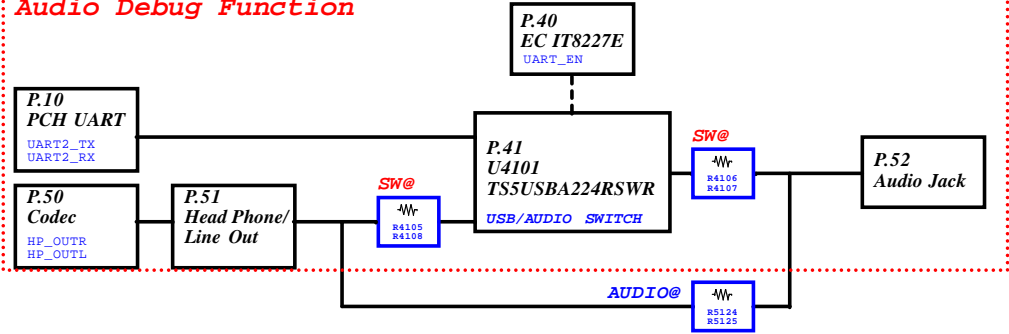 Audio Debug Function
P.40
EC IT8227E
UART_EN
P.10
PCH UART
UART2_TX
UART2_RX
P.41
U4101
TS5USBA224RSWR
USB/AUDIO SWITCH
SW@
R4106
R4107
P.52
Audio Jack
P.50
Codec
HP_OUTR
HP_OUTL
P.51
Head Phone/
Line Out
SW@
R4105
R4108
AUDIO@
R5124
R5125